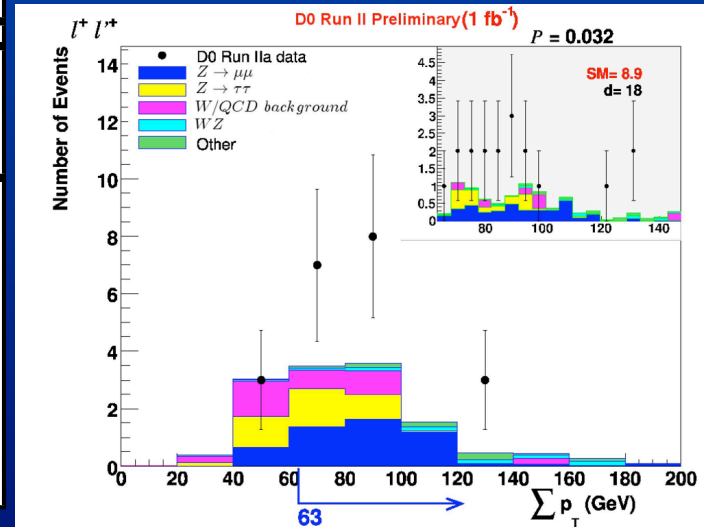 D0 Run II Preliminary (1 fb⁻¹)
l⁺ l'⁺
P = 0.032
Number of Events
14
12
10
8
6
4
2
0
D0 Run IIa data
Z → μμ
Z → ττ
W/QCD background
WZ
Other
SM= 8.9
d= 18
4.5
4
3.5
3
2.5
2
1.5
1
0.5
0
80 100 120 140
0 20 40 60 80 100 120 140 160 180 200
63
∑ p_T (GeV)